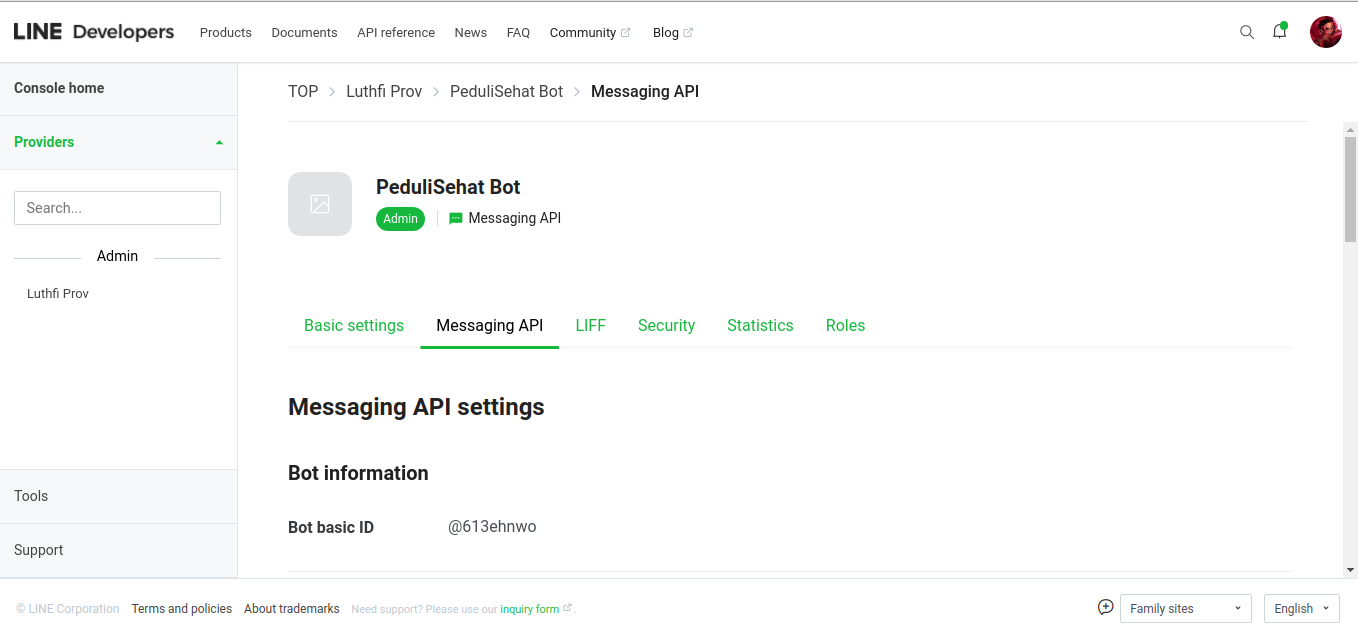 LINE Developers Products Documents API reference News FAQ Community Blog
Console home
Providers
Search...
Admin
Luthfi Prov
Tools
Support
TOP > Luthfi Prov > PeduliSehat Bot > Messaging API
PeduliSehat Bot
Admin Messaging API
Basic settings Messaging API LIFF Security Statistics Roles
Messaging API settings
Bot information
Bot basic ID @613ehnwo
© LINE Corporation Terms and policies About trademarks Need support? Please use our inquiry form . Family sites English